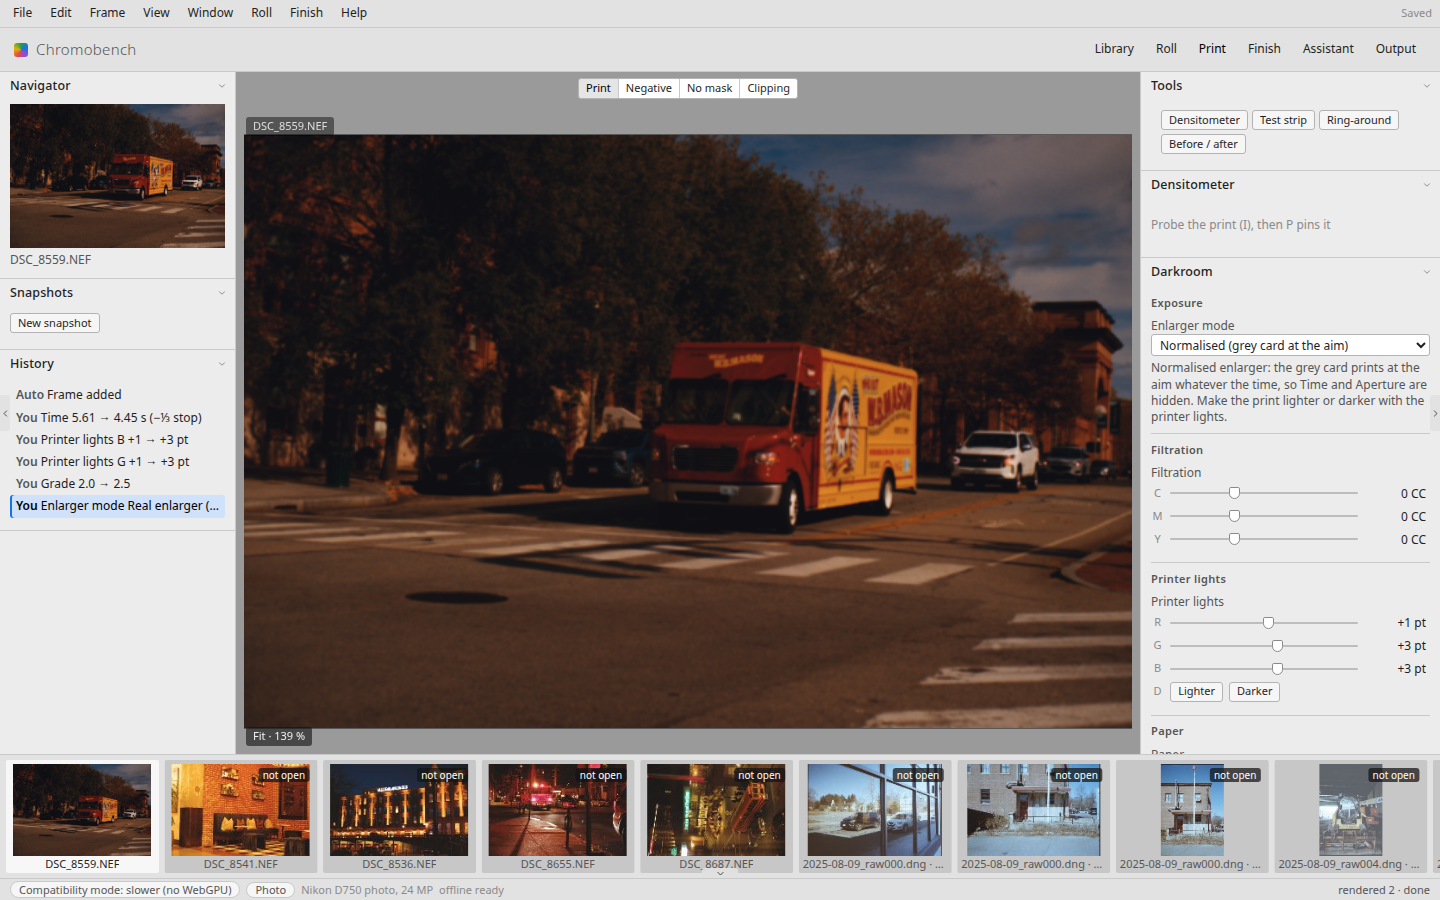 File Edit Frame View Window Roll Finish Help
Saved
Chromobench
Library Roll Print Finish Assistant Output
Navigator
DSC_8559.NEF
Snapshots
New snapshot
History
Auto Frame added
You Time 5.61 → 4.45 s (−⅓ stop)
You Printer lights B +1 → +3 pt
You Printer lights G +1 → +3 pt
You Grade 2.0 → 2.5
You Enlarger mode Real enlarger (...
Print Negative No mask Clipping
DSC_8559.NEF
Fit · 139 %
Tools
Densitometer Test strip Ring-around
Before / after
Densitometer
Probe the print (I), then P pins it
Darkroom
Exposure
Enlarger mode
Normalised (grey card at the aim)
Normalised enlarger: the grey card prints at the
aim whatever the time, so Time and Aperture are
hidden. Make the print lighter or darker with the
printer lights.
Filtration
Filtration
C 0 CC
M 0 CC
Y 0 CC
Printer lights
Printer lights
R +1 pt
G +3 pt
B +3 pt
D Lighter Darker
Paper
not open
not open
not open
not open
not open
not open
not open
not open
DSC_8559.NEF
DSC_8541.NEF
DSC_8536.NEF
DSC_8655.NEF
DSC_8687.NEF
2025-08-09_raw000.dng · ...
2025-08-09_raw000.dng · ...
2025-08-09_raw000.dng · ...
2025-08-09_raw004.dng · ...
Compatibility mode: slower (no WebGPU) Photo Nikon D750 photo, 24 MP offline ready
rendered 2 · done